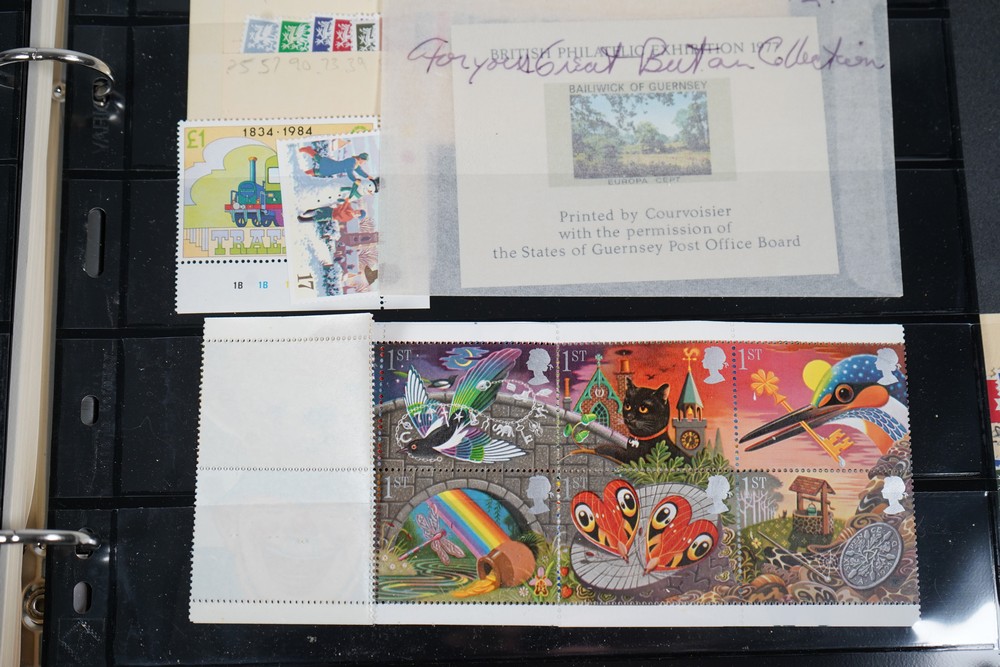 25 57 90 73 39
BRITISH PHILATELIC EXHIBITION 1977
For your Great Britain Collection
BAILIWICK OF GUERNSEY
EUROPA CEPT
Printed by Courvoisier
with the permission of
the States of Guernsey Post Office Board
£1
1834 · 1984
1B 1B
17
1ST
1ST
1ST
1ST
1ST
1ST